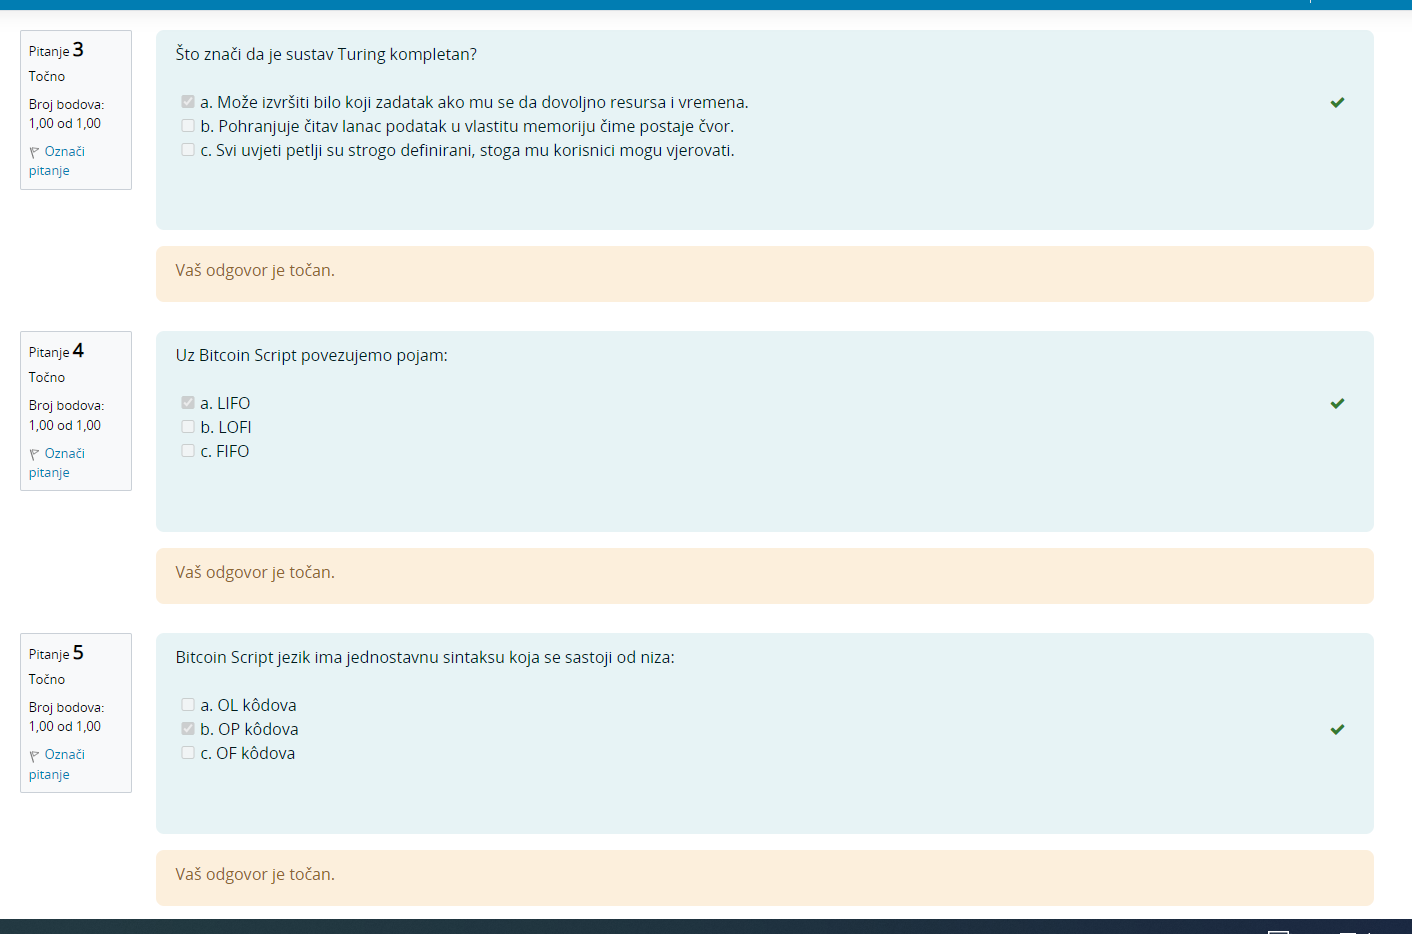 Pitanje 3
Točno
Broj bodova:
1,00 od 1,00
Označi
pitanje
Što znači da je sustav Turing kompletan?
a. Može izvršiti bilo koji zadatak ako mu se da dovoljno resursa i vremena.
b. Pohranjuje čitav lanac podatak u vlastitu memoriju čime postaje čvor.
c. Svi uvjeti petlji su strogo definirani, stoga mu korisnici mogu vjerovati.
Vaš odgovor je točan.
Pitanje 4
Točno
Broj bodova:
1,00 od 1,00
Označi
pitanje
Uz Bitcoin Script povezujemo pojam:
a. LIFO
b. LOFI
c. FIFO
Vaš odgovor je točan.
Pitanje 5
Točno
Broj bodova:
1,00 od 1,00
Označi
pitanje
Bitcoin Script jezik ima jednostavnu sintaksu koja se sastoji od niza:
a. OL kôdova
b. OP kôdova
c. OF kôdova
Vaš odgovor je točan.